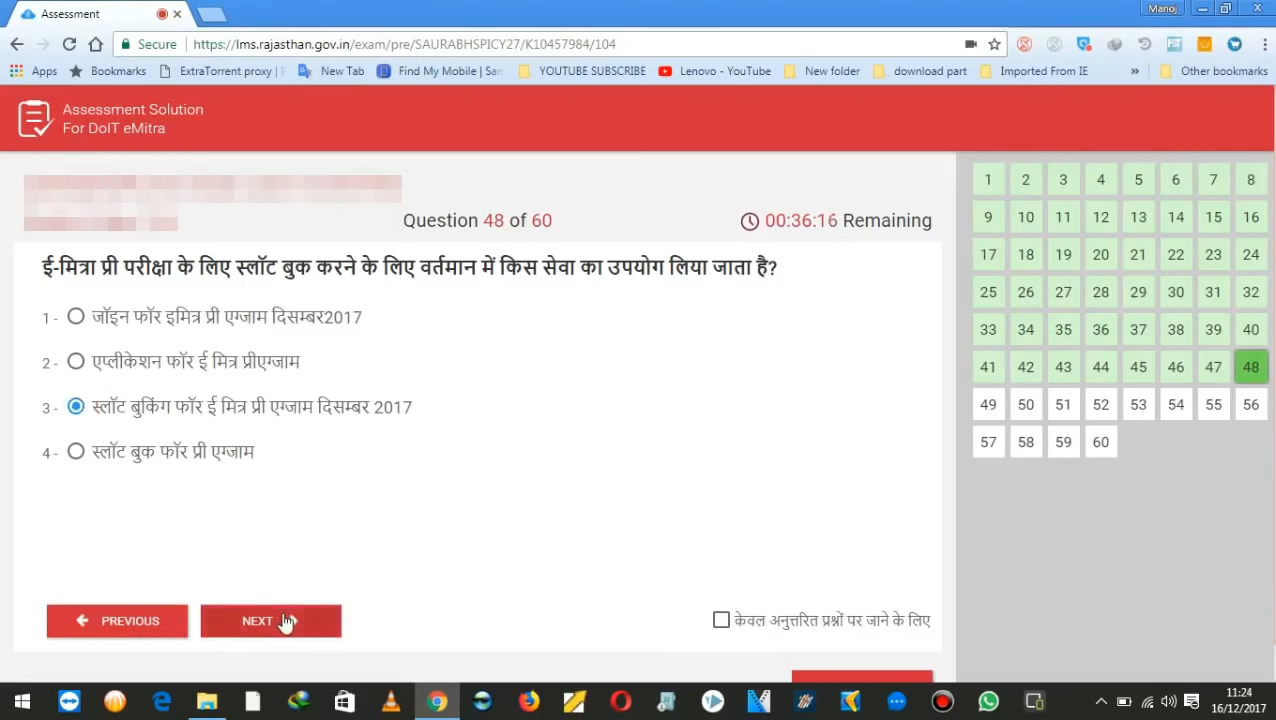 Assessment
Manoj
Secure https://lms.rajasthan.gov.in/exam/pre/SAURABHSPICY27/K10457984/104
Apps Bookmarks ExtraTorrent proxy | New Tab Find My Mobile | San YOUTUBE SUBSCRIBE Lenovo - YouTube New folder download part Imported From IE » Other bookmarks
Assessment Solution
For DoIT eMitra
Question 48 of 60
00:36:16 Remaining
ई-मित्रा प्री परीक्षा के लिए स्लॉट बुक करने के लिए वर्तमान में किस सेवा का उपयोग लिया जाता है?
1 - जॉइन फॉर इमित्र प्री एग्जाम दिसम्बर2017
2 - एप्लीकेशन फॉर ई मित्र प्रीएग्जाम
3 - स्लॉट बुकिंग फॉर ई मित्र प्री एग्जाम दिसम्बर 2017
4 - स्लॉट बुक फॉर प्री एग्जाम
PREVIOUS
NEXT
केवल अनुत्तरित प्रश्नों पर जाने के लिए
1 2 3 4 5 6 7 8
9 10 11 12 13 14 15 16
17 18 19 20 21 22 23 24
25 26 27 28 29 30 31 32
33 34 35 36 37 38 39 40
41 42 43 44 45 46 47 48
49 50 51 52 53 54 55 56
57 58 59 60
11:24
16/12/2017